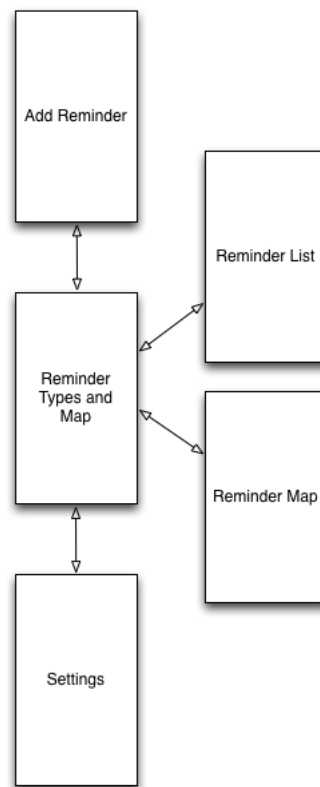 Add Reminder
Reminder List
Reminder
Types and
Map
Reminder Map
Settings